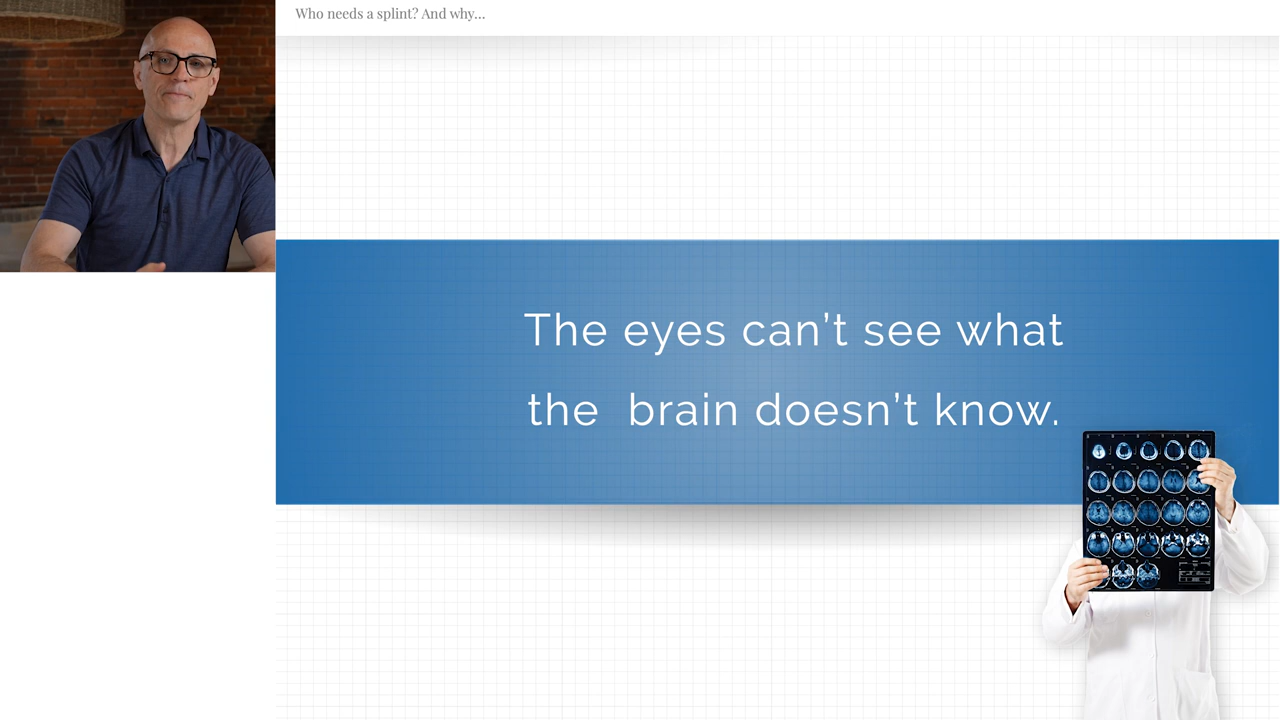 Who needs a splint? And why...
The eyes can’t see what
the brain doesn’t know.